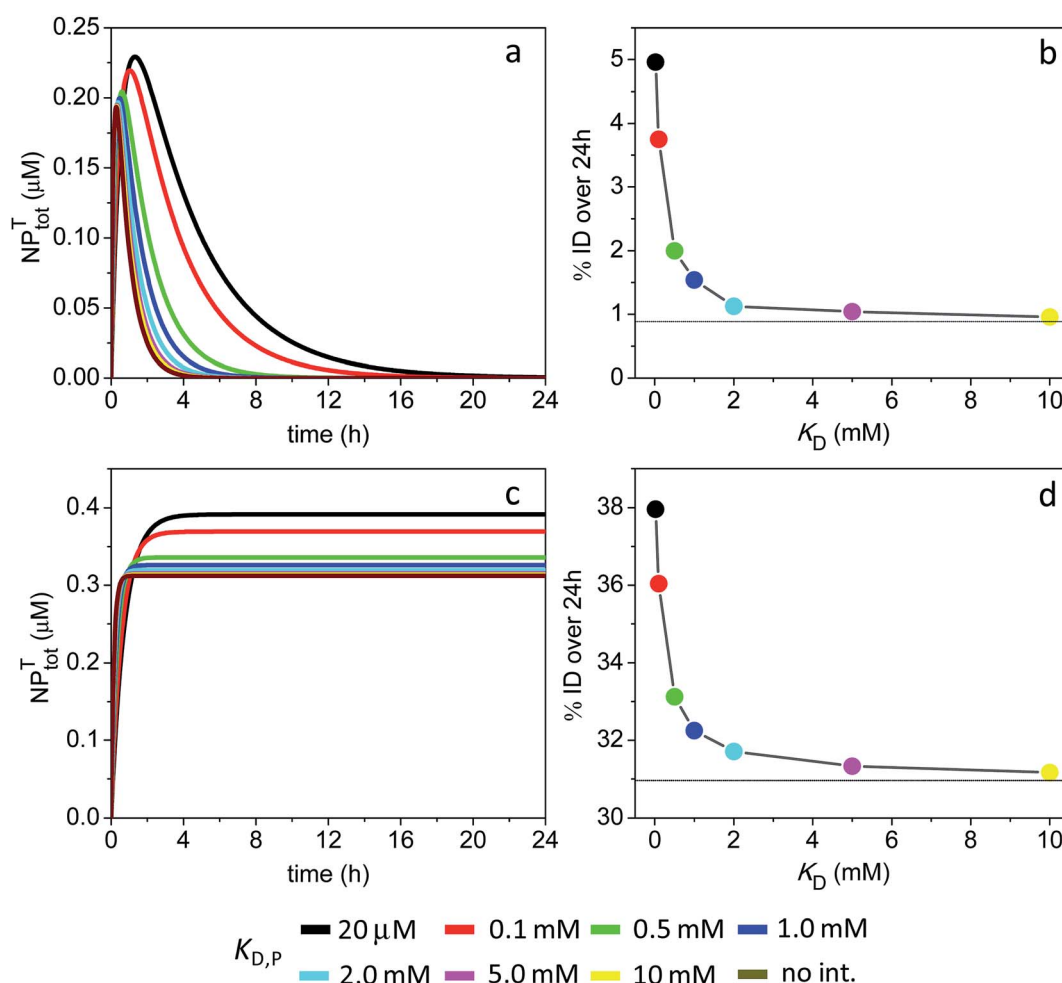 a
0.25
0.20
0.15
0.10
0.05
0.00
NP^T_tot (μM)
0 4 8 12 16 20 24
time (h)
b
5
4
3
2
1
0
% ID over 24h
0 2 4 6 8 10
K_D (mM)
c
0.4
0.3
0.2
0.1
0.0
NP^T_tot (μM)
0 4 8 12 16 20 24
time (h)
d
38
36
34
32
30
% ID over 24h
0 2 4 6 8 10
K_D (mM)
K_D,P
20 μM 0.1 mM 0.5 mM 1.0 mM
2.0 mM 5.0 mM 10 mM no int.